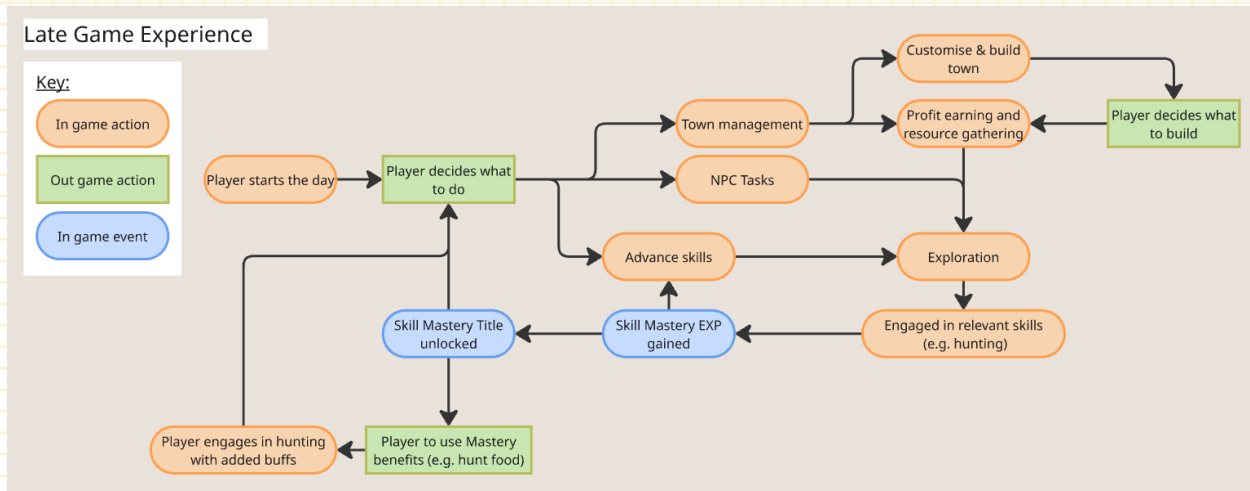 Late Game Experience
Key:
In game action
Out game action
In game event
Player starts the day
Player decides what
to do
Town management
NPC Tasks
Advance skills
Customise & build
town
Profit earning and
resource gathering
Player decides what
to build
Exploration
Engaged in relevant skills
(e.g. hunting)
Skill Mastery EXP
gained
Skill Mastery Title
unlocked
Player to use Mastery
benefits (e.g. hunt food)
Player engages in hunting
with added buffs